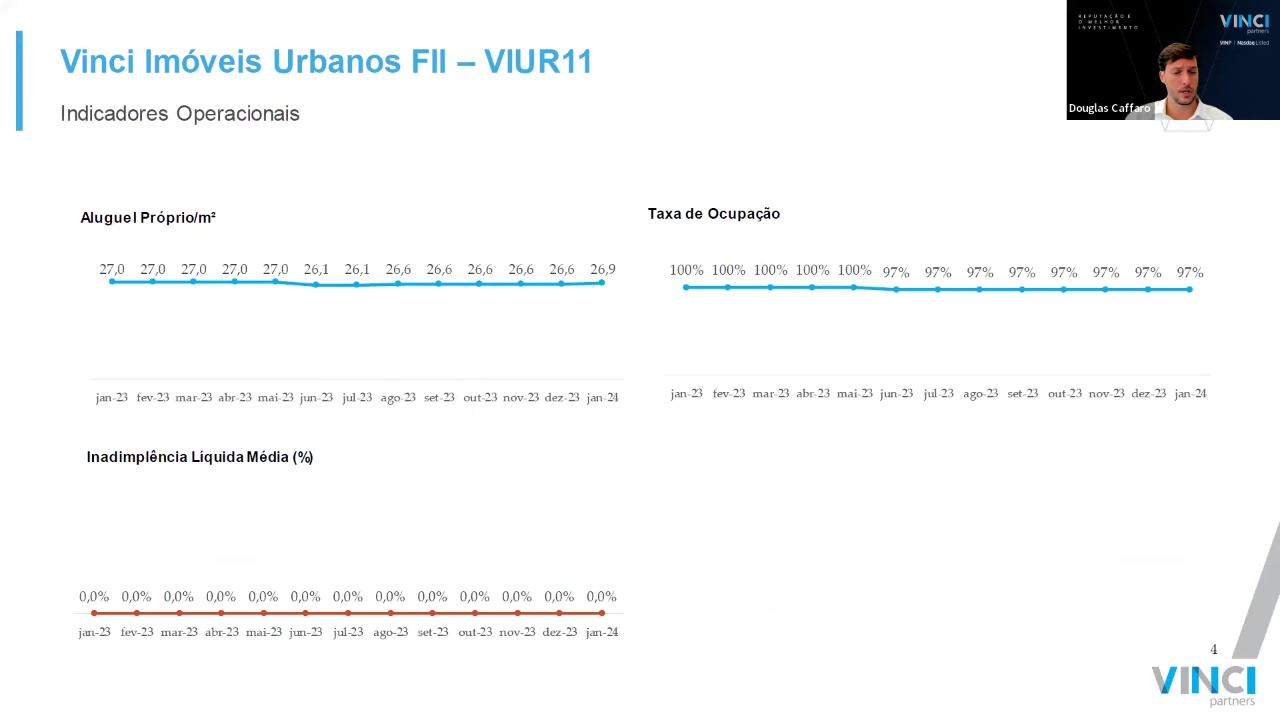 Vinci Imóveis Urbanos FII – VIUR11
Indicadores Operacionais
REPUTAÇÃO É
O MELHOR
INVESTIMENTO
VINCI
partners
VINP | Nasdaq Listed
Douglas Caffaro
Aluguel Próprio/m²
27,0 27,0 27,0 27,0 27,0 26,1 26,1 26,6 26,6 26,6 26,6 26,6 26,9
jan-23 fev-23 mar-23 abr-23 mai-23 jun-23 jul-23 ago-23 set-23 out-23 nov-23 dez-23 jan-24
Taxa de Ocupação
100% 100% 100% 100% 100% 97% 97% 97% 97% 97% 97% 97% 97%
jan-23 fev-23 mar-23 abr-23 mai-23 jun-23 jul-23 ago-23 set-23 out-23 nov-23 dez-23 jan-24
Inadimplência Líquida Média (%)
0,0% 0,0% 0,0% 0,0% 0,0% 0,0% 0,0% 0,0% 0,0% 0,0% 0,0% 0,0% 0,0%
jan-23 fev-23 mar-23 abr-23 mai-23 jun-23 jul-23 ago-23 set-23 out-23 nov-23 dez-23 jan-24
4
VINCI
partners